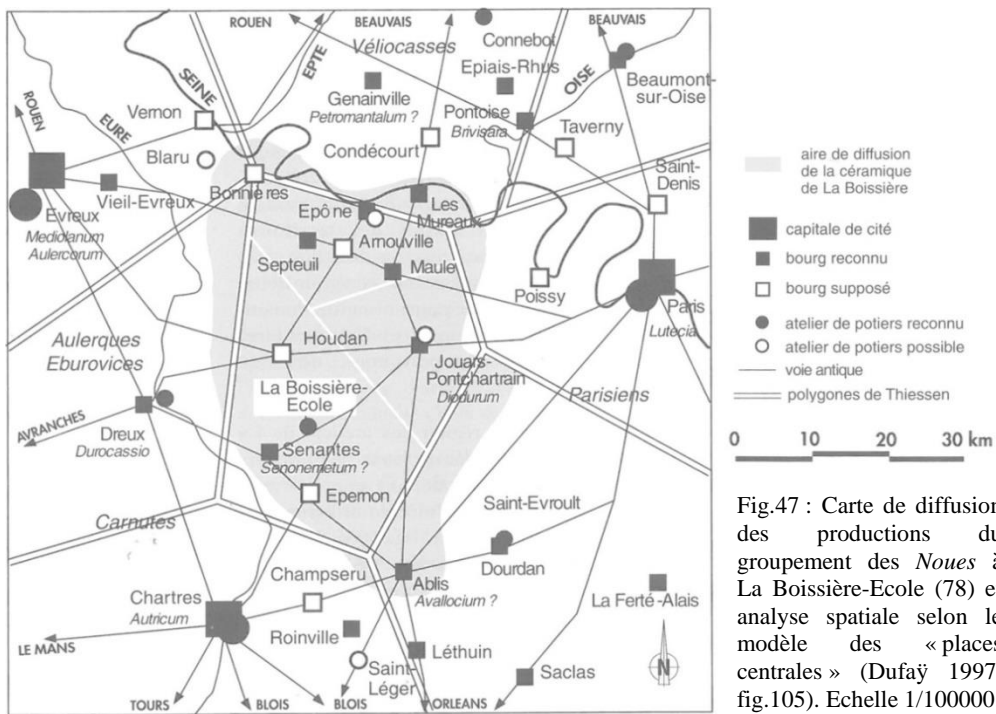 ROUEN
BEAUVAIS
Véliocasses
Connebot
BEAUVAIS
SEINE
EPTE
Epiais-Rhus
OISE
Beaumont-
sur-Oise
Genainville
Petromantalum ?
Pontoise
Brivisara
ROUEN
EURE
Vernon
Taverny
Condécourt
Blaru
Saint-
Denis
Bonnières
Vieil-Evreux
Les
Mureaux
Epône
Evreux
Mediolanum
Aulercorum
Arnouville
Septeuil
Maule
Poissy
Paris
Lutecia
Houdan
Aulerques
Eburovices
Jouars-
Pontchartrain
Diodurum
La Boissière-
Ecole
Parisiens
AVRANCHES
Dreux
Durocassio
Senantes
Senonemetum ?
Epernon
Saint-Evroult
Carnutes
Dourdan
Champseru
Ablis
Avallocium ?
La Ferté-Alais
Chartres
Autricum
LE MANS
Roinville
Léthuin
Saint-
Léger
Saclas
N
TOURS
BLOIS
BLOIS
ORLEANS
aire de diffusion
de la céramique
de La Boissière
capitale de cité
bourg reconnu
bourg supposé
atelier de potiers reconnu
atelier de potiers possible
voie antique
polygones de Thiessen
0 10 20 30 km
Fig.47 : Carte de diffusion
des productions du
groupement des Noues à
La Boissière-Ecole (78) e
analyse spatiale selon le
modèle des « places
centrales » (Dufaÿ 1997
fig.105). Echelle 1/100000